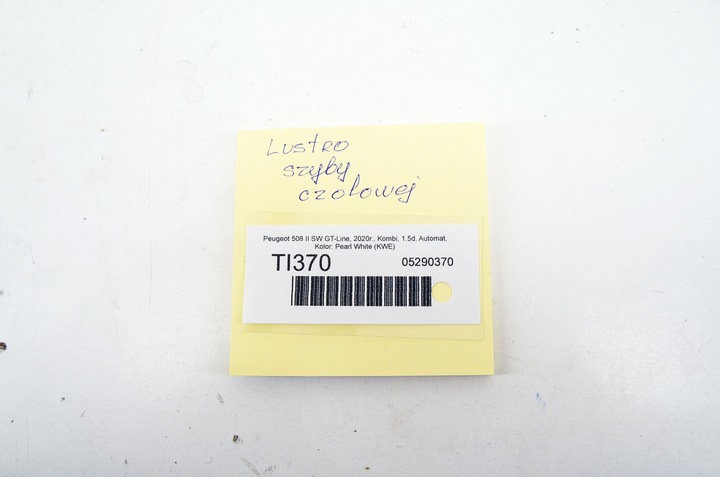 Lustro
szyby
czołowej
Peugeot 508 II SW GT-Line, 2020r., Kombi, 1.5d, Automat,
Kolor: Pearl White (KWE)
TI370 05290370